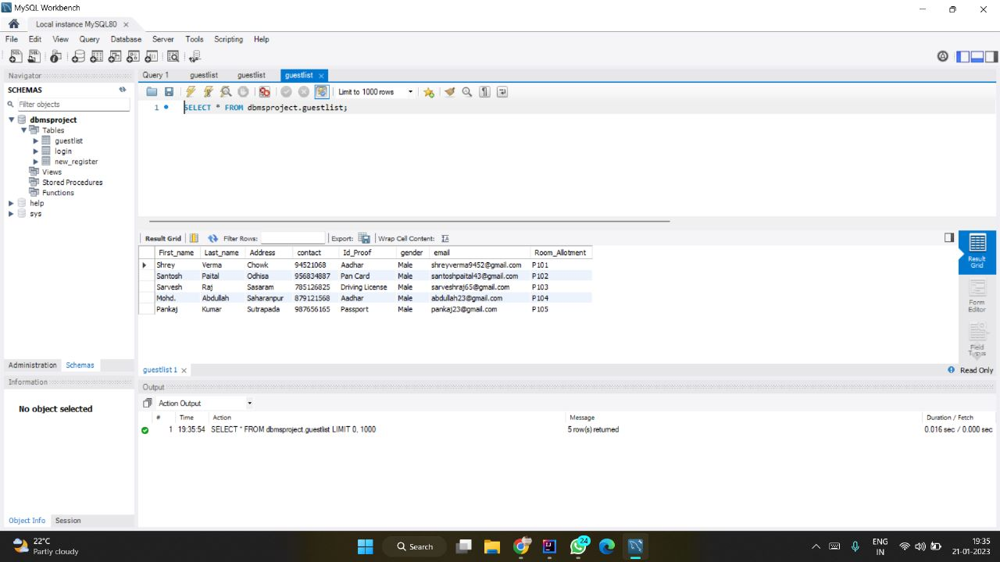 MySQL Workbench
Local instance MySQL80
File Edit View Query Database Server Tools Scripting Help
Navigator
SCHEMAS
Filter objects
dbmsproject
Tables
guestlist
login
new_register
Views
Stored Procedures
Functions
help
sys
Administration Schemas
Information
No object selected
Object Info Session
Query 1 guestlist guestlist guestlist
Limit to 1000 rows
1 SELECT * FROM dbmsproject.guestlist;
Result Grid Filter Rows: Export: Wrap Cell Content:
First_name Last_name Address contact Id_Proof gender email Room_Allotment
Shrey Verma Chowk 94521068 Aadhar Male shreyverma9452@gmail.com P101
Santosh Paital Odhisa 956834887 Pan Card Male santoshpaital43@gmail.com P102
Sarvesh Raj Sasaram 785126825 Driving License Male sarveshraj65@gmail.com P103
Mohd. Abdullah Saharanpur 879121568 Aadhar Male abdullah23@gmail.com P104
Pankaj Kumar Sutrapada 987656165 Passport Male pankaj23@gmail.com P105
Result
Grid
Form
Editor
Field
Types
guestlist 1
Read Only
Output
Action Output
# Time Action Message Duration / Fetch
1 19:35:54 SELECT * FROM dbmsproject.guestlist LIMIT 0, 1000 5 row(s) returned 0.016 sec / 0.000 sec
22°C
Partly cloudy
Search
24
ENG
IN
19:35
21-01-2023